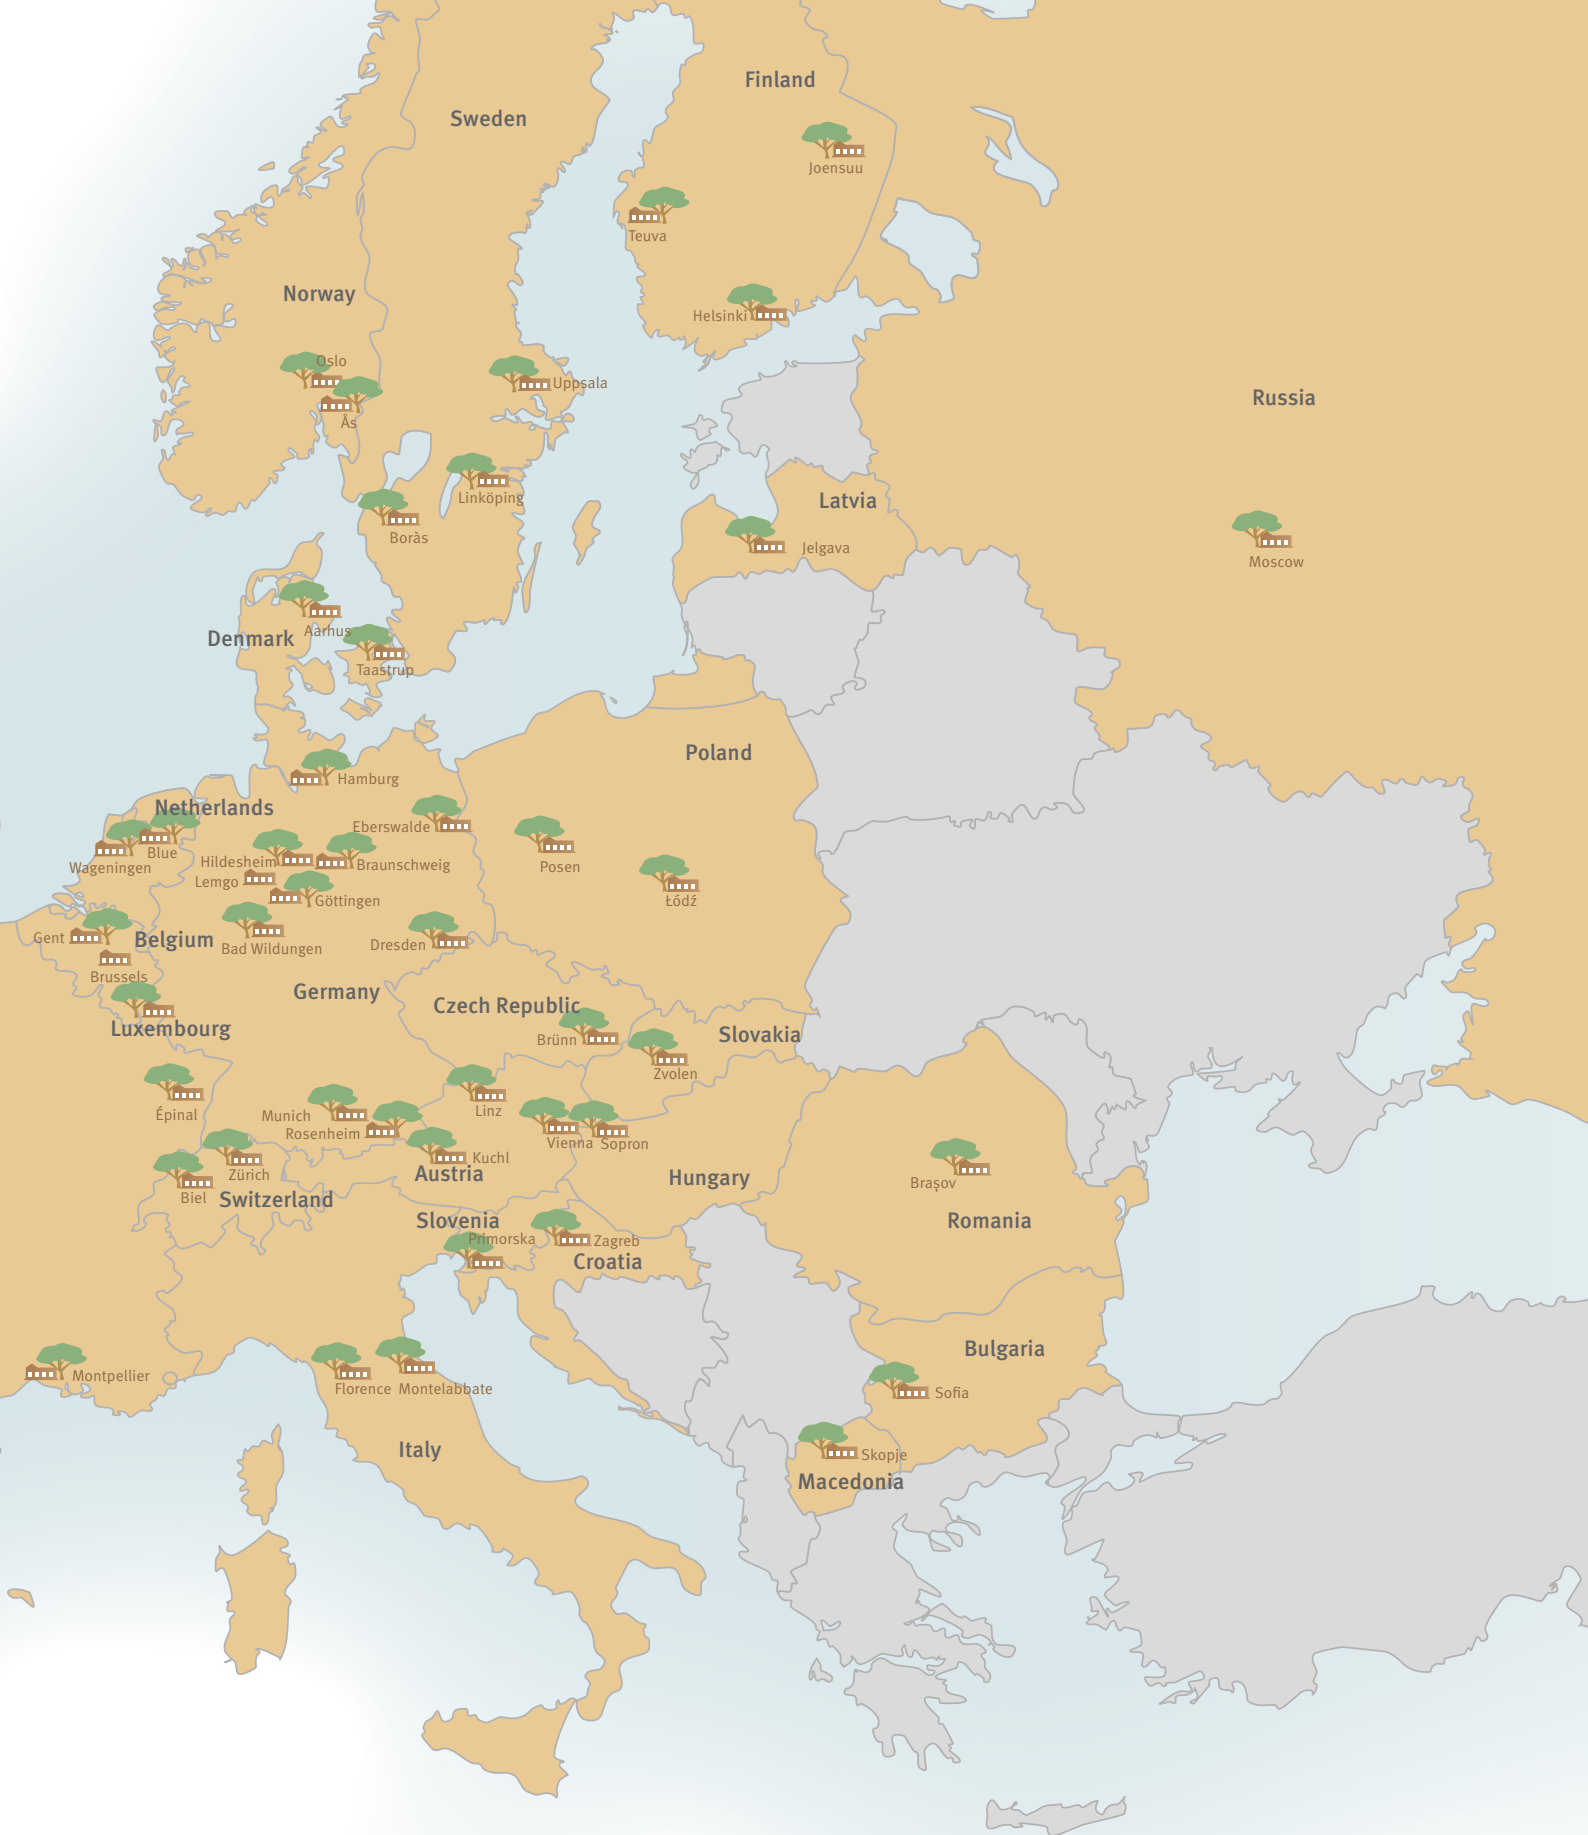 Finland
Sweden
Joensuu
Teuva
Norway
Helsinki
Oslo
Uppsala
Russia
Ås
Linköping
Latvia
Boràs
Jelgava
Moscow
Aarhus
Denmark
Taastrup
Poland
Hamburg
Netherlands
Eberswalde
Blue
Hildesheim
Braunschweig
Wageningen
Posen
Lemgo
Göttingen
Łódź
Gent
Belgium
Bad Wildungen
Dresden
Brussels
Germany
Czech Republic
Luxembourg
Brünn
Slovakia
Zvolen
Épinal
Munich
Linz
Rosenheim
Vienna
Sopron
Kuchl
Zürich
Austria
Hungary
Brașov
Biel
Switzerland
Slovenia
Romania
Primorska
Zagreb
Croatia
Bulgaria
Montpellier
Florence
Montelabbate
Sofia
Italy
Skopje
Macedonia